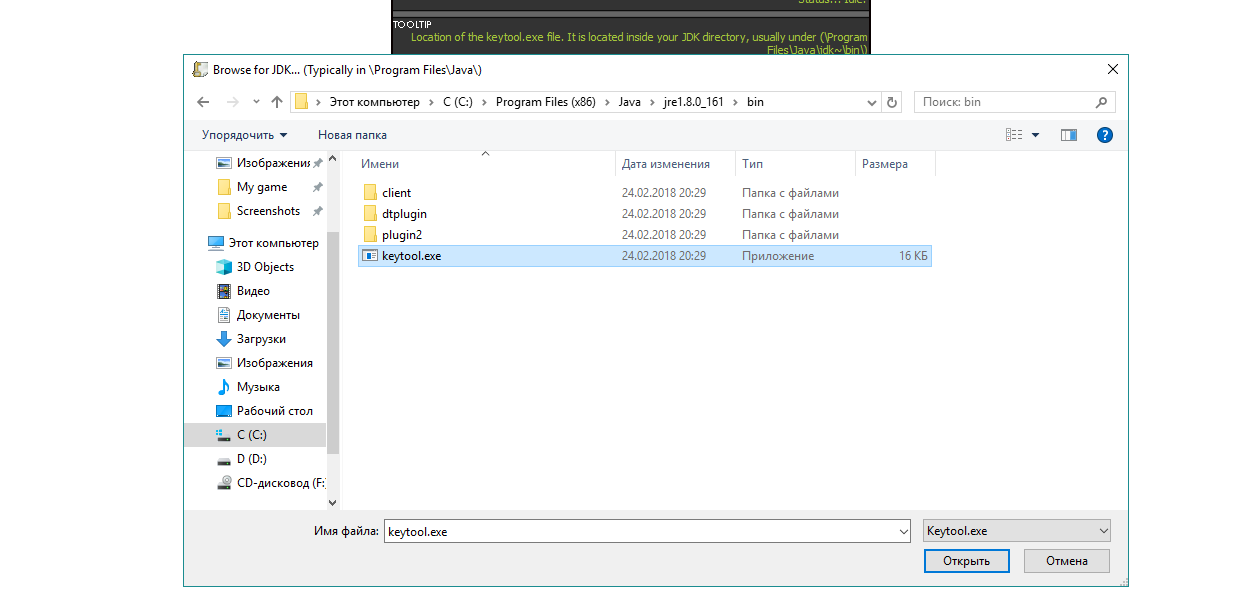 Status... Idle.
TOOLTIP
Location of the keytool.exe file. It is located inside your JDK directory, usually under (\Program
Files\Java\jdk~\bin\)
Browse for JDK... (Typically in \Program Files\Java\)
Этот компьютер > C (C:) > Program Files (x86) > Java > jre1.8.0_161 > bin
Поиск: bin
Упорядочить Новая папка
Имени Дата изменения Тип Размера
client 24.02.2018 20:29 Папка с файлами
dtplugin 24.02.2018 20:29 Папка с файлами
plugin2 24.02.2018 20:29 Папка с файлами
keytool.exe 24.02.2018 20:29 Приложение 16 КБ
Изображения
My game
Screenshots
Этот компьютер
3D Objects
Видео
Документы
Загрузки
Изображения
Музыка
Рабочий стол
C (C:)
D (D:)
CD-дисковод (F:
Имя файла: keytool.exe Keytool.exe
Открыть Отмена